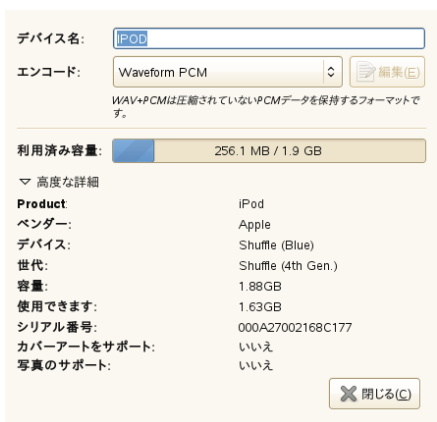 デバイス名: IPOD
エンコード: Waveform PCM 編集(E)
WAV+PCMは圧縮されていないPCMデータを保持するフォーマットで
す。
利用済み容量: 256.1 MB / 1.9 GB
▽ 高度な詳細
Product: iPod
ベンダー: Apple
デバイス: Shuffle (Blue)
世代: Shuffle (4th Gen.)
容量: 1.88GB
使用できます: 1.63GB
シリアル番号: 000A27002168C177
カバーアートをサポート: いいえ
写真のサポート: いいえ
閉じる(C)